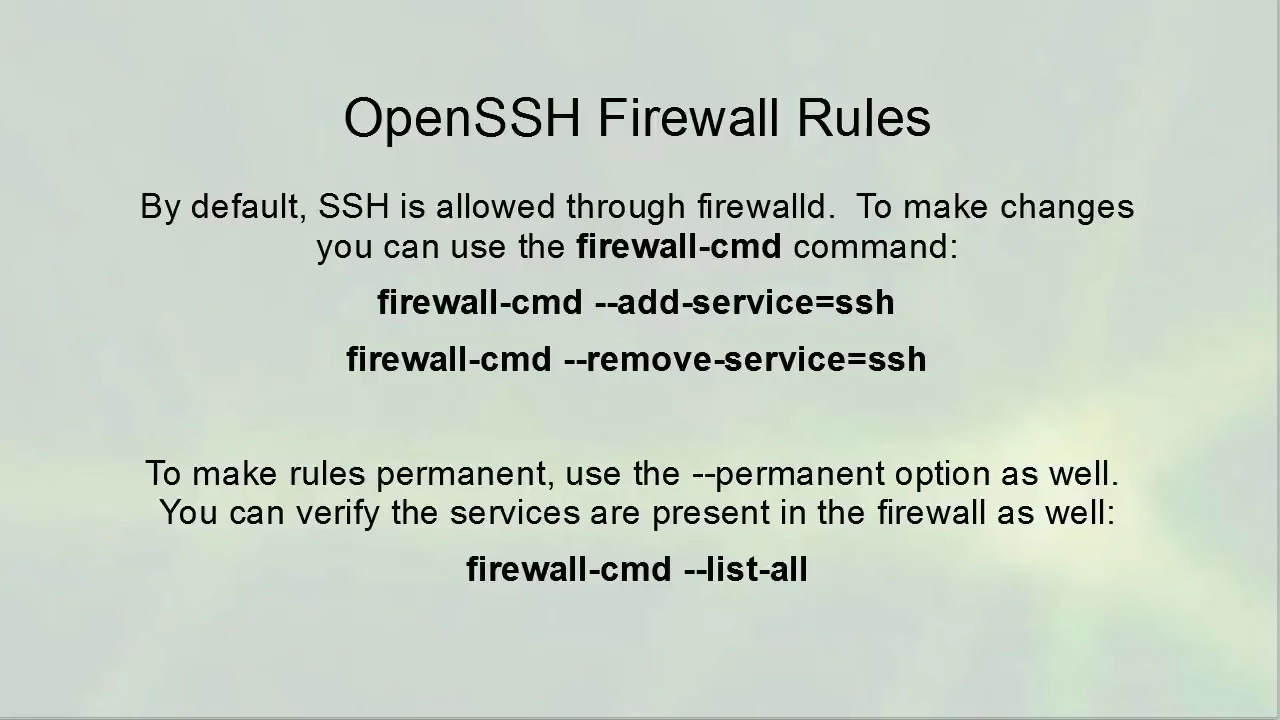 OpenSSH Firewall Rules
By default, SSH is allowed through firewalld.  To make changes
you can use the firewall-cmd command:
firewall-cmd --add-service=ssh
firewall-cmd --remove-service=ssh
To make rules permanent, use the --permanent option as well.
You can verify the services are present in the firewall as well:
firewall-cmd --list-all